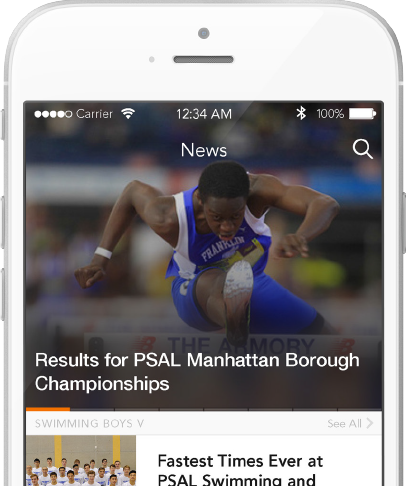 Carrier 12:34 AM 100%
News
FRANKLIN
THE ARMORY
Results for PSAL Manhattan Borough
Championships
SWIMMING BOYS V See All
Fastest Times Ever at
PSAL Swimming and